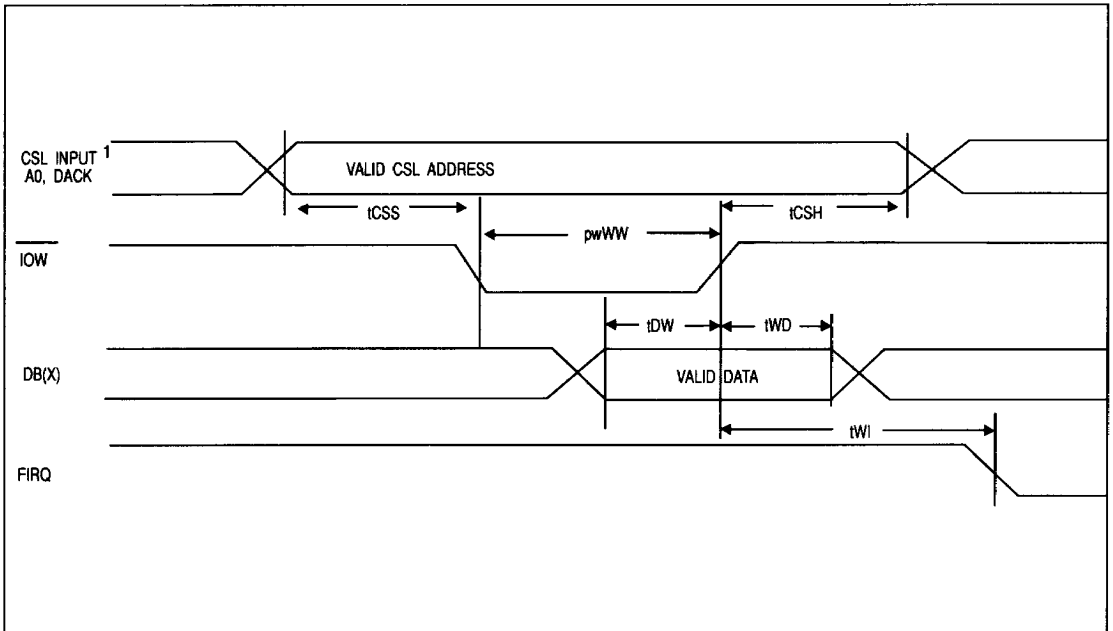 CSL INPUT 1
A0, DACK
VALID CSL ADDRESS
tCSS
tCSH
pwWW
IOW
tDW
tWD
DB(X)
VALID DATA
tWI
FIRQ